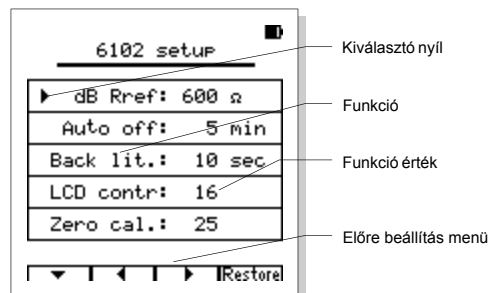 6102 setup
▶ dB Rref: 600 Ω
Auto off: 5 min
Back lit.: 10 sec
LCD contr: 16
Zero cal.: 25
▼ ◀ ▶ Restore
Kiválasztó nyíl
Funkció
Funkció érték
Előre beállítás menü